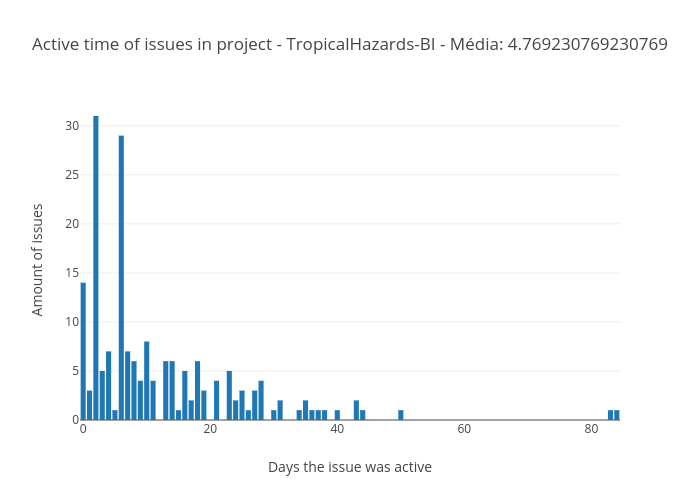 Active time of issues in project - TropicalHazards-BI - Média: 4.769230769230769
30
25
20
15
10
5
0
Amount of issues
0 20 40 60 80
Days the issue was active